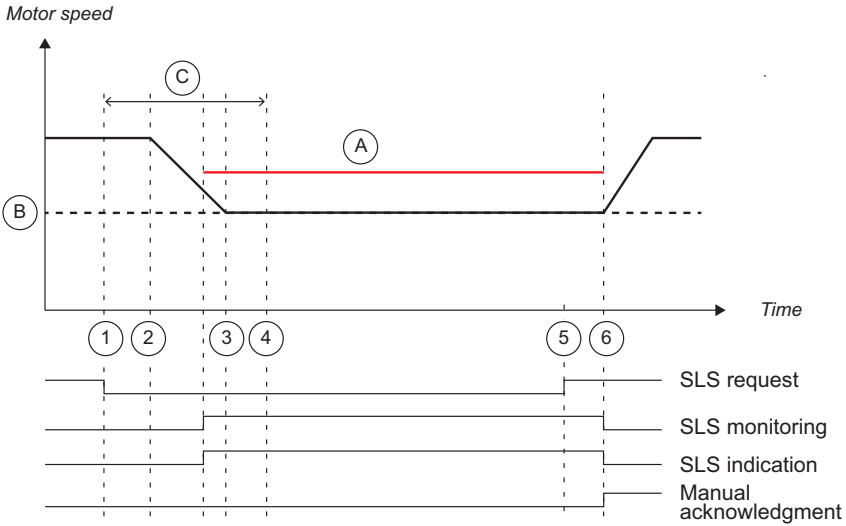 Motor speed
C
A
B
Time
1 2 3 4 5 6
SLS request
SLS monitoring
SLS indication
Manual
acknowledgment